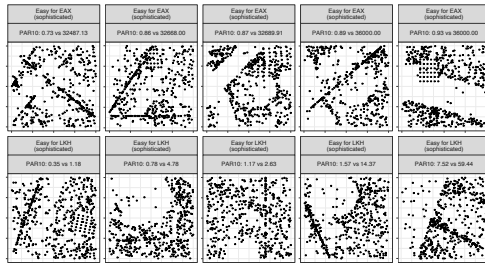 Easy for EAX
(sophisticated)
PAR10: 0.73 vs 32487.13
Easy for EAX
(sophisticated)
PAR10: 0.86 vs 32668.00
Easy for EAX
(sophisticated)
PAR10: 0.87 vs 32689.91
Easy for EAX
(sophisticated)
PAR10: 0.89 vs 36000.00
Easy for EAX
(sophisticated)
PAR10: 0.93 vs 36000.00
Easy for LKH
(sophisticated)
PAR10: 0.35 vs 1.18
Easy for LKH
(sophisticated)
PAR10: 0.78 vs 4.78
Easy for LKH
(sophisticated)
PAR10: 1.17 vs 2.63
Easy for LKH
(sophisticated)
PAR10: 1.57 vs 14.37
Easy for LKH
(sophisticated)
PAR10: 7.52 vs 59.44